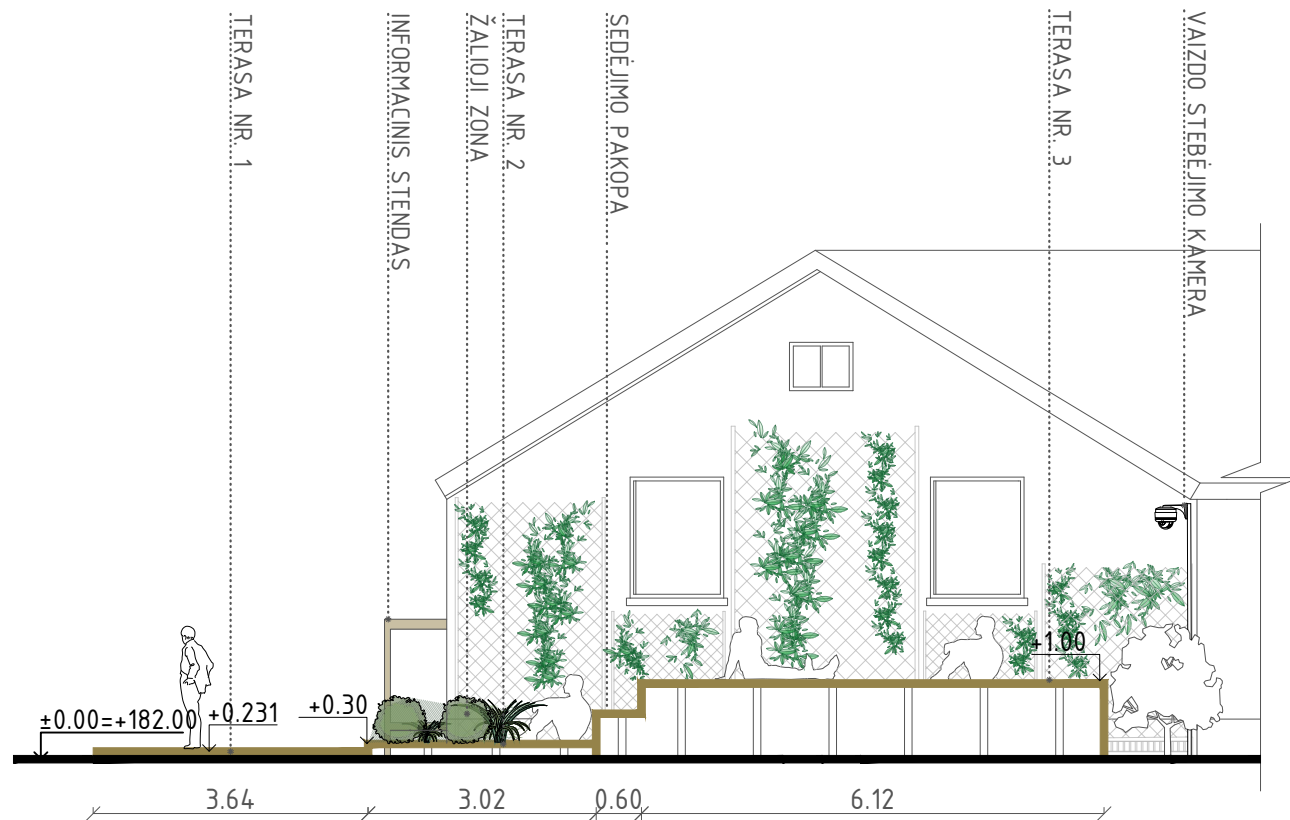 TERASA NR. 1
INFORMACINIS STENDAS
ŽALIOJI ZONA
TERASA NR. 2
SĖDĖJIMO PAKOPA
TERASA NR. 3
VAIZDO STEBĖJIMO KAMERA
+1.00
±0.00=+182.00
+0.231
+0.30
3.64
3.02
0.60
6.12